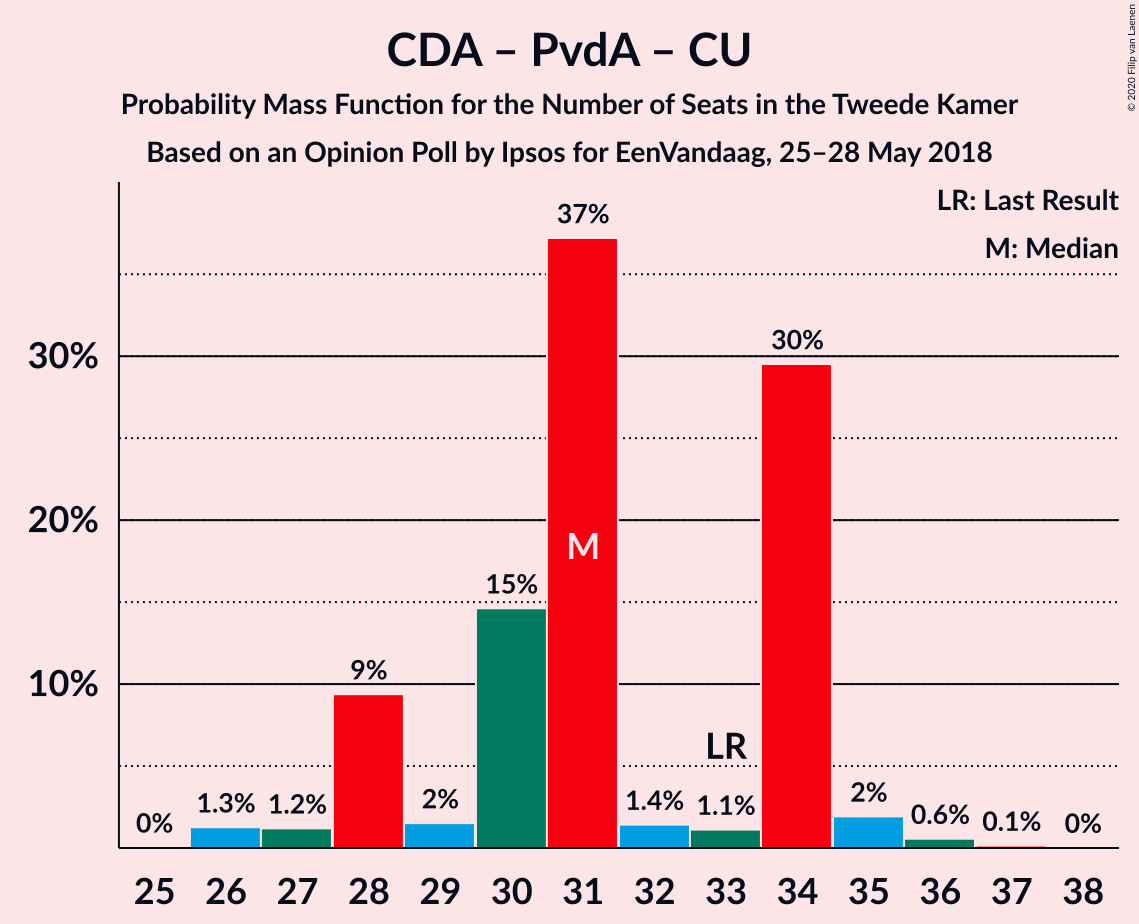 CDA – PvdA – CU
Probability Mass Function for the Number of Seats in the Tweede Kamer
Based on an Opinion Poll by Ipsos for EenVandaag, 25–28 May 2018
© 2020 Filip van Laenen
LR: Last Result
M: Median
37%
30%
30%
20%
M
15%
10%
9%
LR
0%
1.3%
1.2%
2%
1.4%
1.1%
2%
0.6%
0.1%
0%
25 26 27 28 29 30 31 32 33 34 35 36 37 38